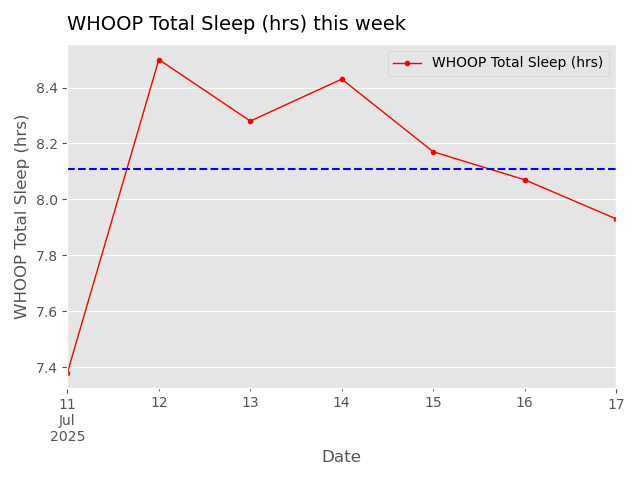 WHOOP Total Sleep (hrs) this week
WHOOP Total Sleep (hrs)
WHOOP Total Sleep (hrs)
8.4
8.2
8.0
7.8
7.6
7.4
11 12 13 14 15 16 17
Jul
2025
Date